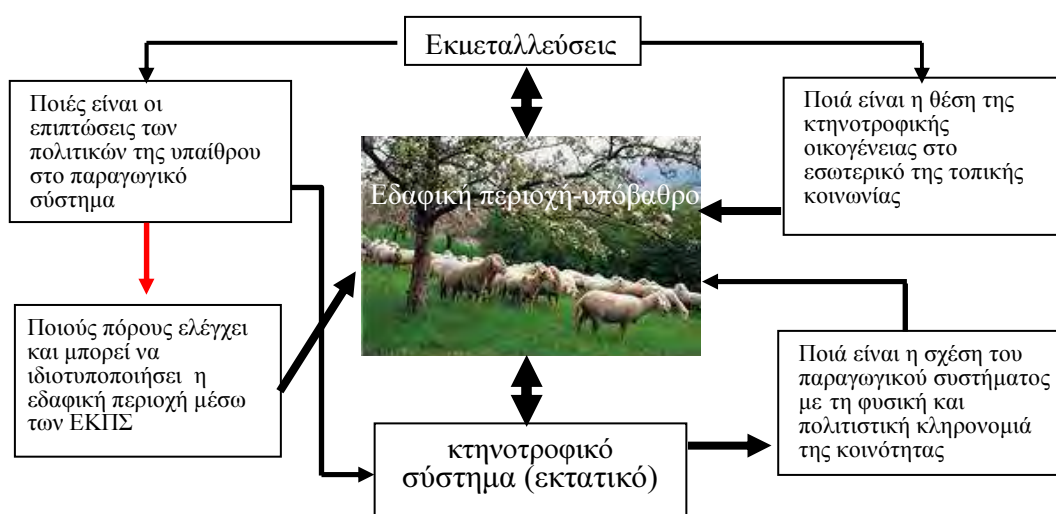 Εκμεταλλεύσεις
Ποιές είναι οι
επιπτώσεις των
πολιτικών της υπαίθρου
στο παραγωγικό
σύστημα
Ποιά είναι η θέση της
κτηνοτροφικής
οικογένειας στο
εσωτερικό της τοπικής
κοινωνίας
Εδαφική περιοχή-υπόβαθρο
Ποιούς πόρους ελέγχει
και μπορεί να
ιδιοτυποποιήσει η
εδαφική περιοχή μέσω
των ΕΚΠΣ
Ποιά είναι η σχέση του
παραγωγικού συστήματος
με τη φυσική και
πολιτιστική κληρονομιά
της κοινότητας
κτηνοτροφικό
σύστημα (εκτατικό)